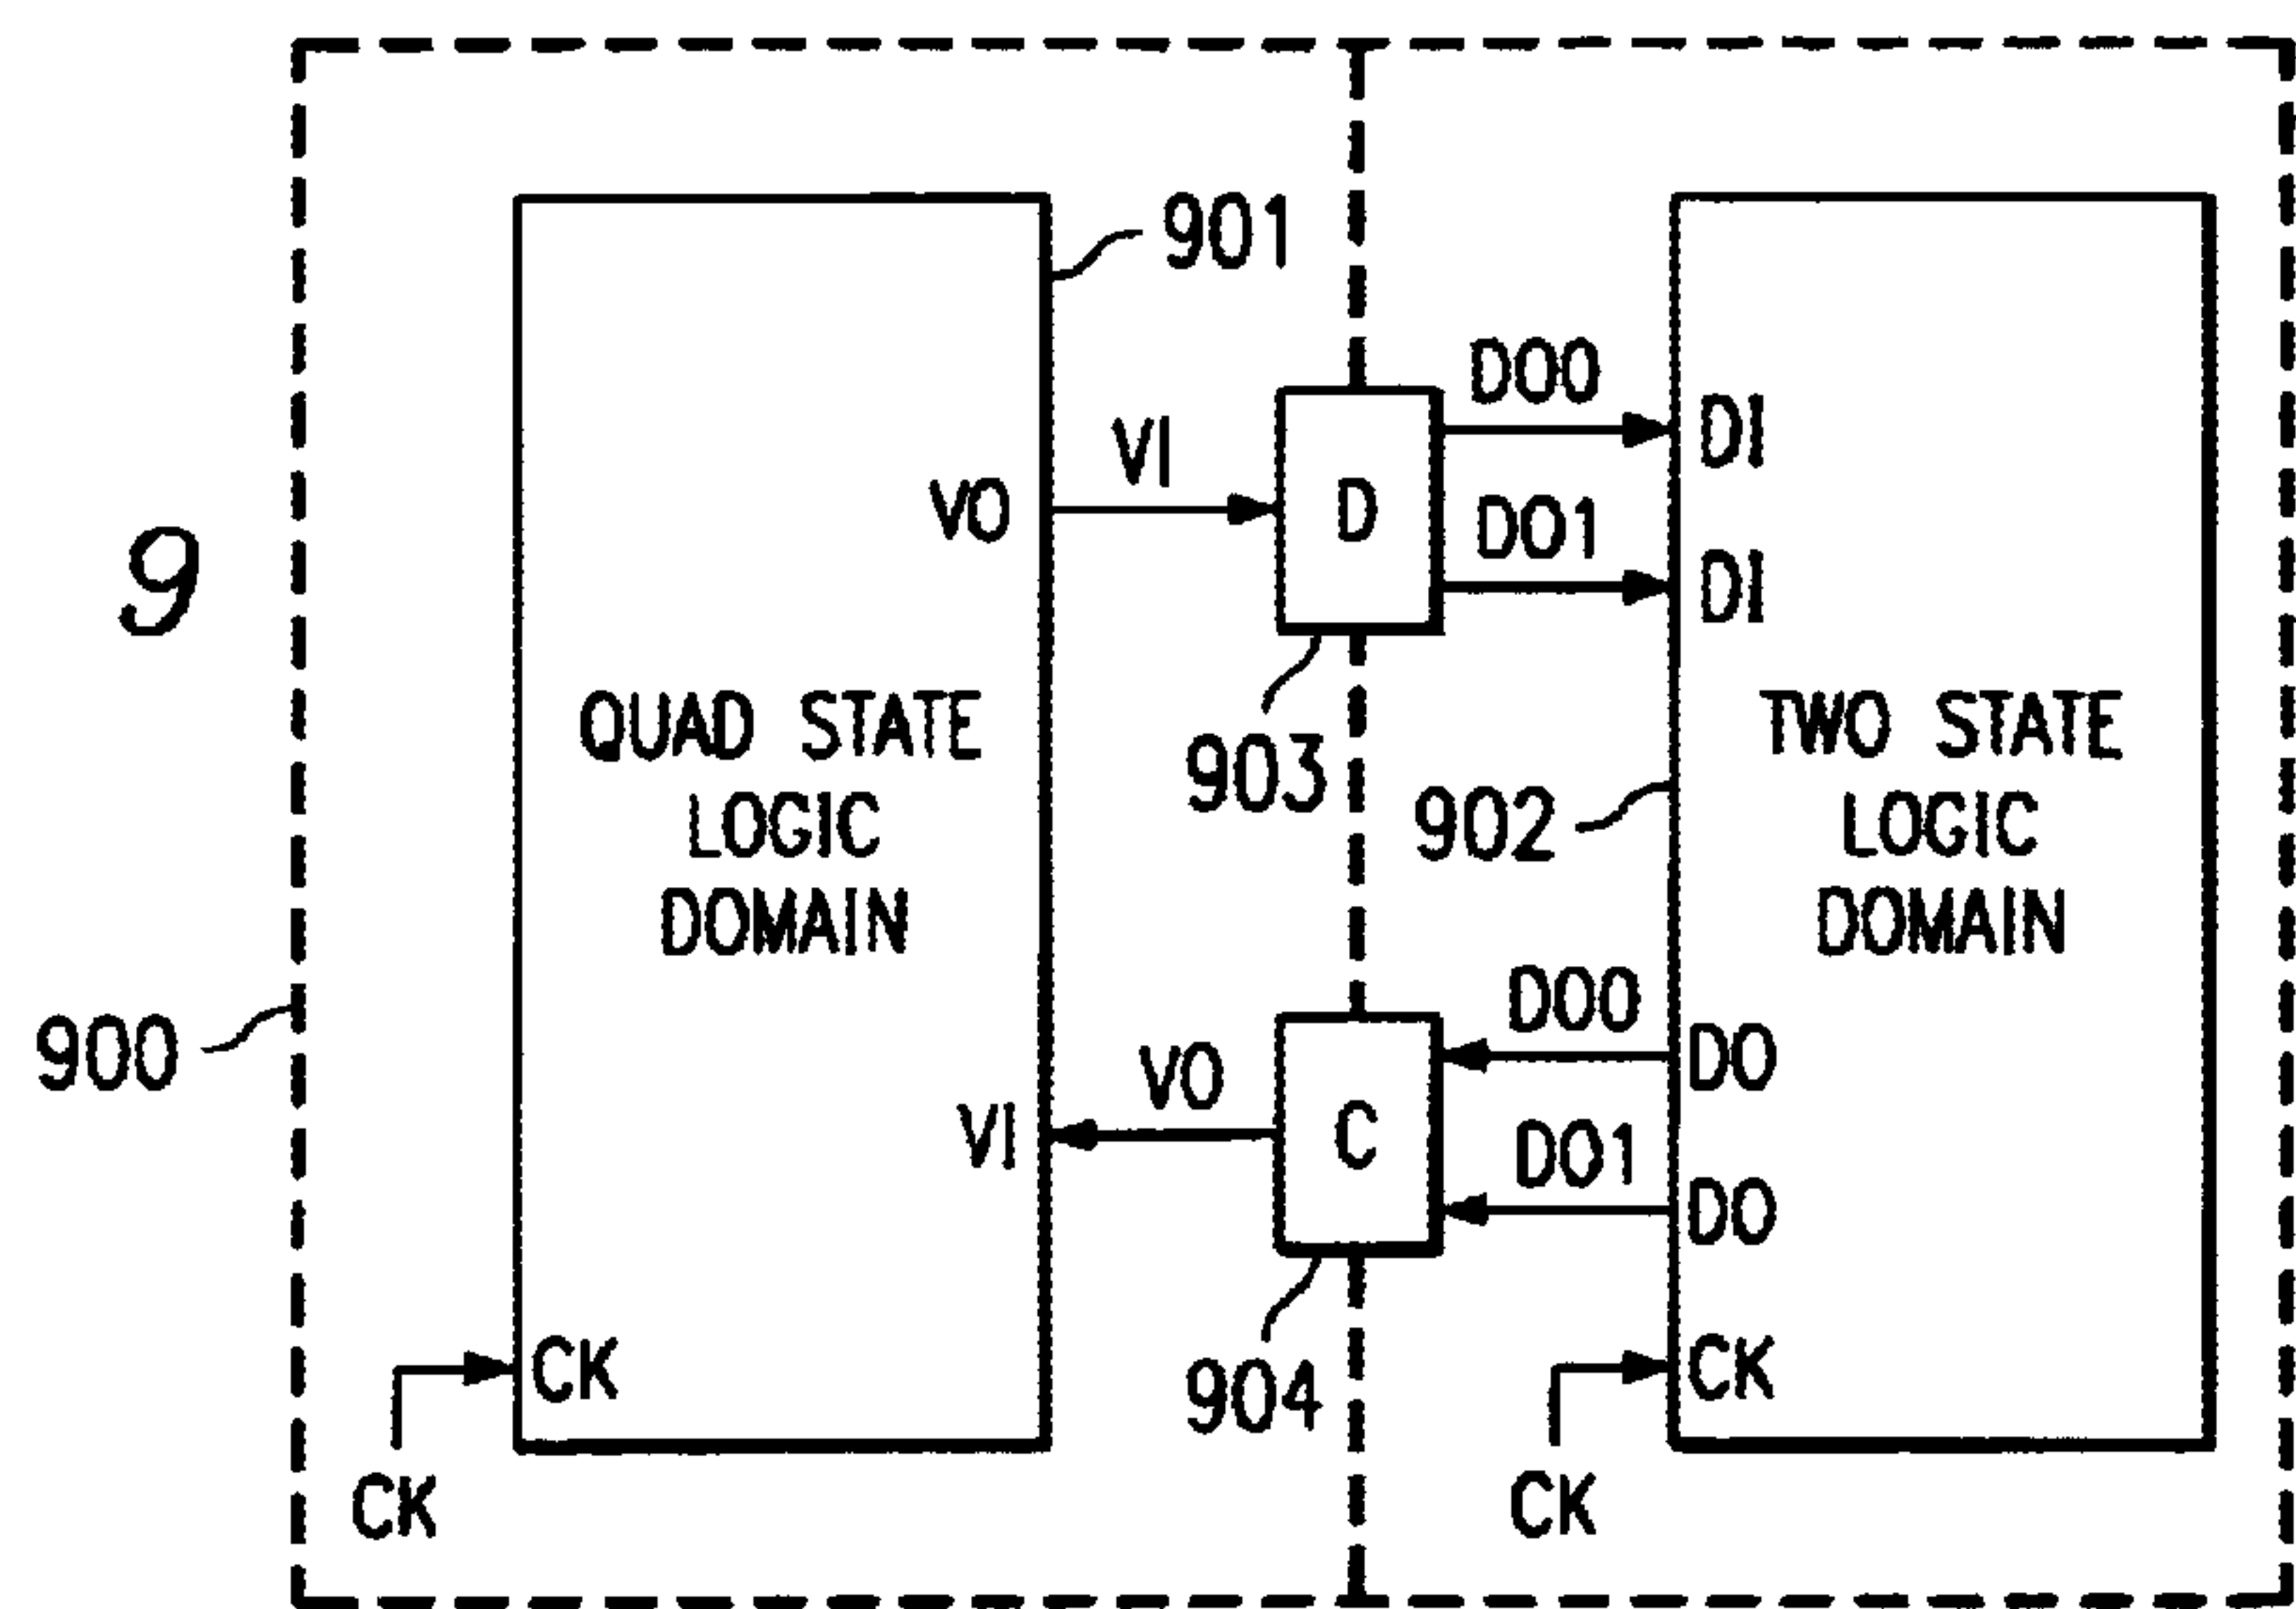 9
900
901
QUAD STATE
LOGIC
DOMAIN
VO
VI
CK
CK
VI
D
903
VO
C
904
DO0
DO1
902
DO0
DO1
TWO STATE
LOGIC
DOMAIN
DI
DI
DO
DO
CK
CK